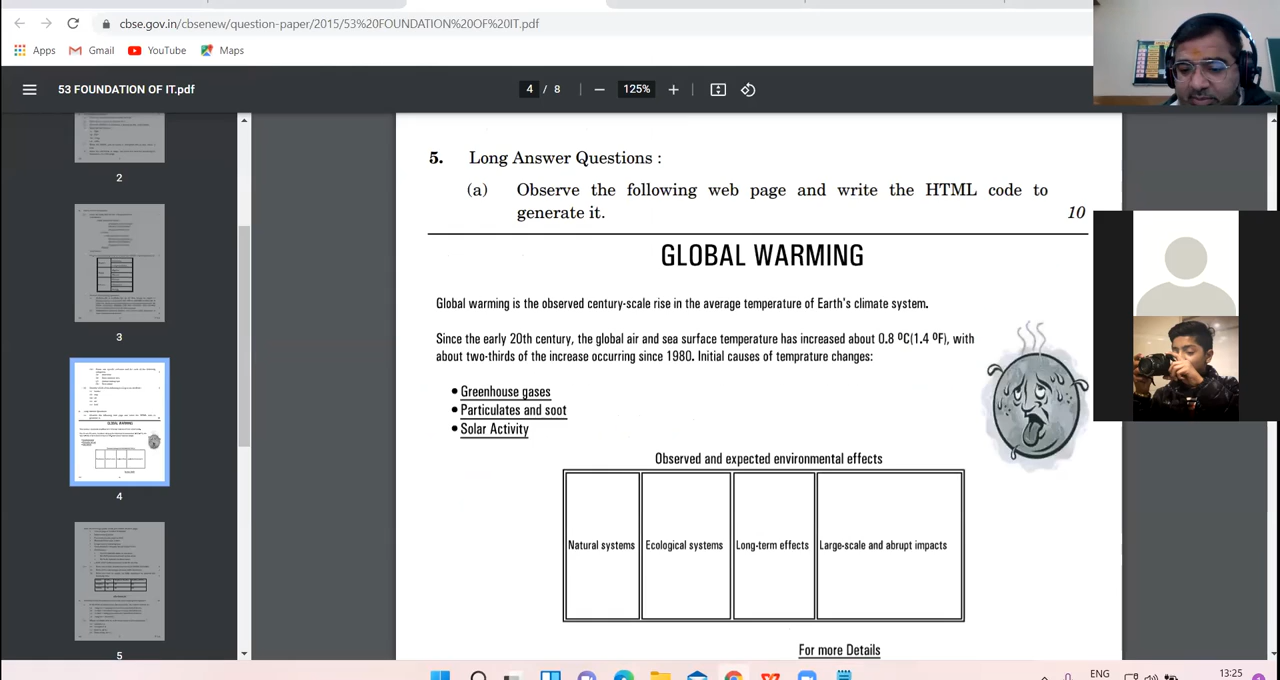 cbse.gov.in/cbsenew/question-paper/2015/53%20FOUNDATION%20OF%20IT.pdf
Apps Gmail YouTube Maps
53 FOUNDATION OF IT.pdf 4 / 8 125%
2
3
4
5
5. Long Answer Questions :
(a) Observe the following web page and write the HTML code to
generate it. 10
GLOBAL WARMING
Global warming is the observed century-scale rise in the average temperature of Earth's climate system.
Since the early 20th century, the global air and sea surface temperature has increased about 0.8 ⁰C(1.4 ⁰F), with
about two-thirds of the increase occurring since 1980. Initial causes of temprature changes:
• Greenhouse gases
• Particulates and soot
• Solar Activity
Observed and expected environmental effects
Natural systems Ecological systems Long-term effects Large-scale and abrupt impacts
For more Details
ENG 13:25